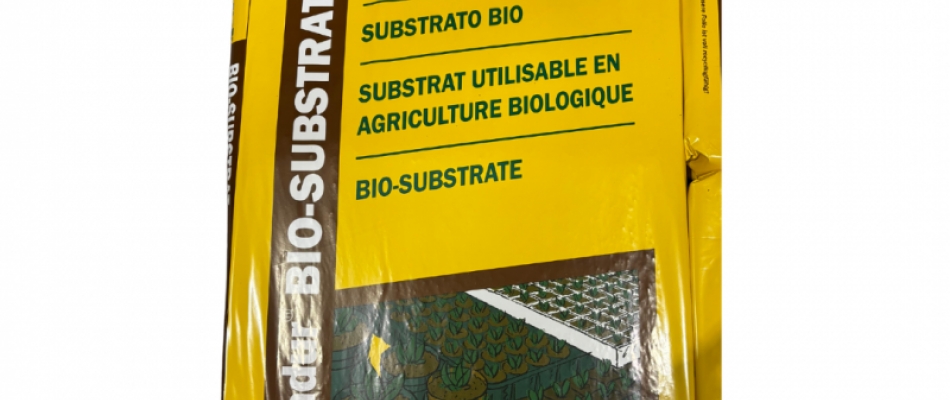 SUBSTRATO BIO
SUBSTRAT UTILISABLE EN
AGRICULTURE BIOLOGIQUE
BIO-SUBSTRATE
BIO-SUBSTRAT